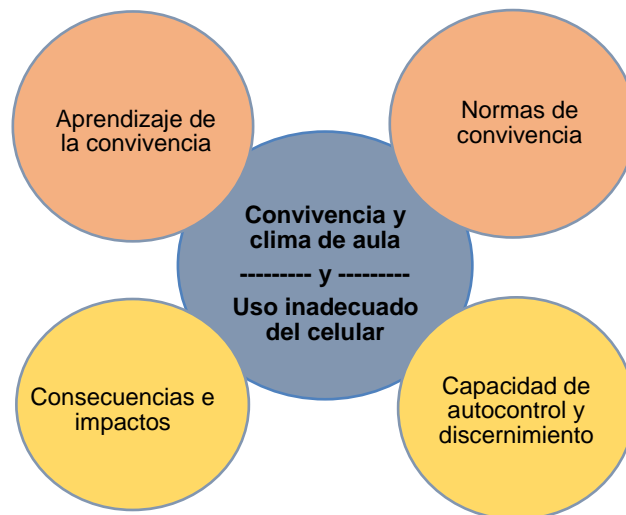 Aprendizaje de
la convivencia
Normas de
convivencia
Convivencia y
clima de aula
--------- y ---------
Uso inadecuado
del celular
Consecuencias e
impactos
Capacidad de
autocontrol y
discernimiento